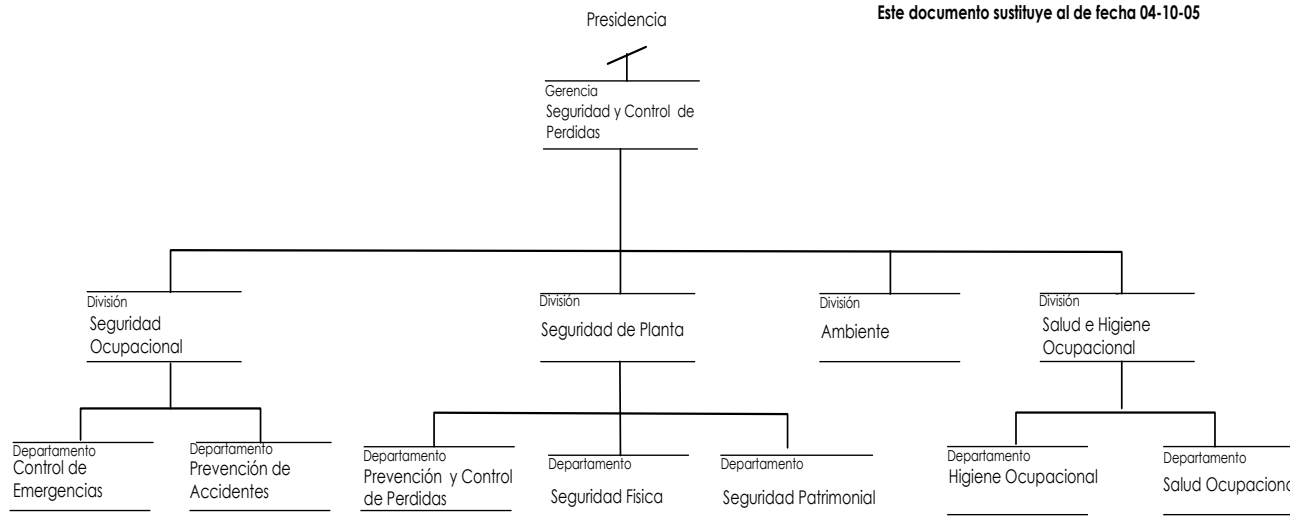 Este documento sustituye al de fecha 04-10-05
Presidencia
Gerencia
Seguridad y Control de
Perdidas
División
Seguridad
Ocupacional
División
Seguridad de Planta
División
Ambiente
División
Salud e Higiene
Ocupacional
Departamento
Control de
Emergencias
Departamento
Prevención de
Accidentes
Departamento
Prevención y Control
de Perdidas
Departamento
Seguridad Fisica
Departamento
Seguridad Patrimonial
Departamento
Higiene Ocupacional
Departamento
Salud Ocupacion